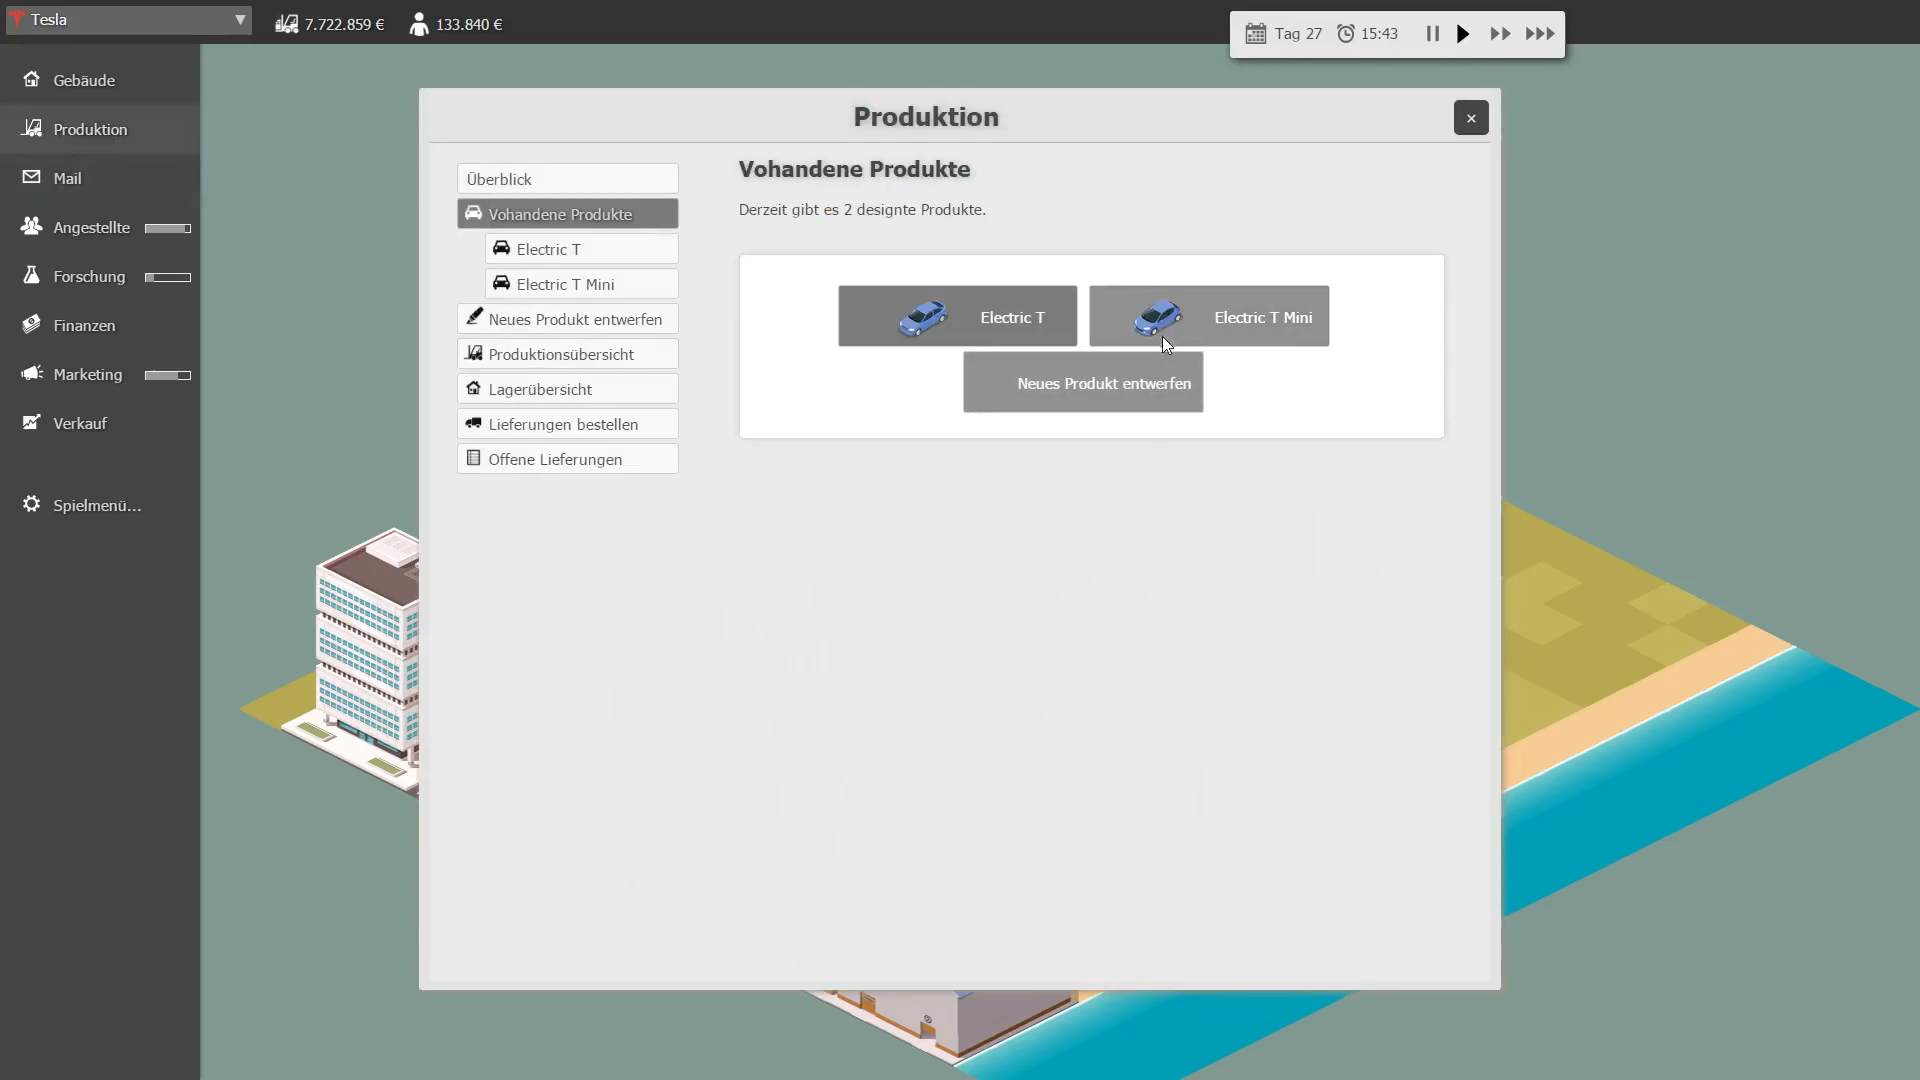 Tesla
7.722.859 €
133.840 €
Tag 27
15:43
Gebäude
Produktion
Mail
Angestellte
Forschung
Finanzen
Marketing
Verkauf
Spielmenü...
Produktion
×
Überblick
Vohandene Produkte
Electric T
Electric T Mini
Neues Produkt entwerfen
Produktionsübersicht
Lagerübersicht
Lieferungen bestellen
Offene Lieferungen
Vohandene Produkte
Derzeit gibt es 2 designte Produkte.
Electric T
Electric T Mini
Neues Produkt entwerfen